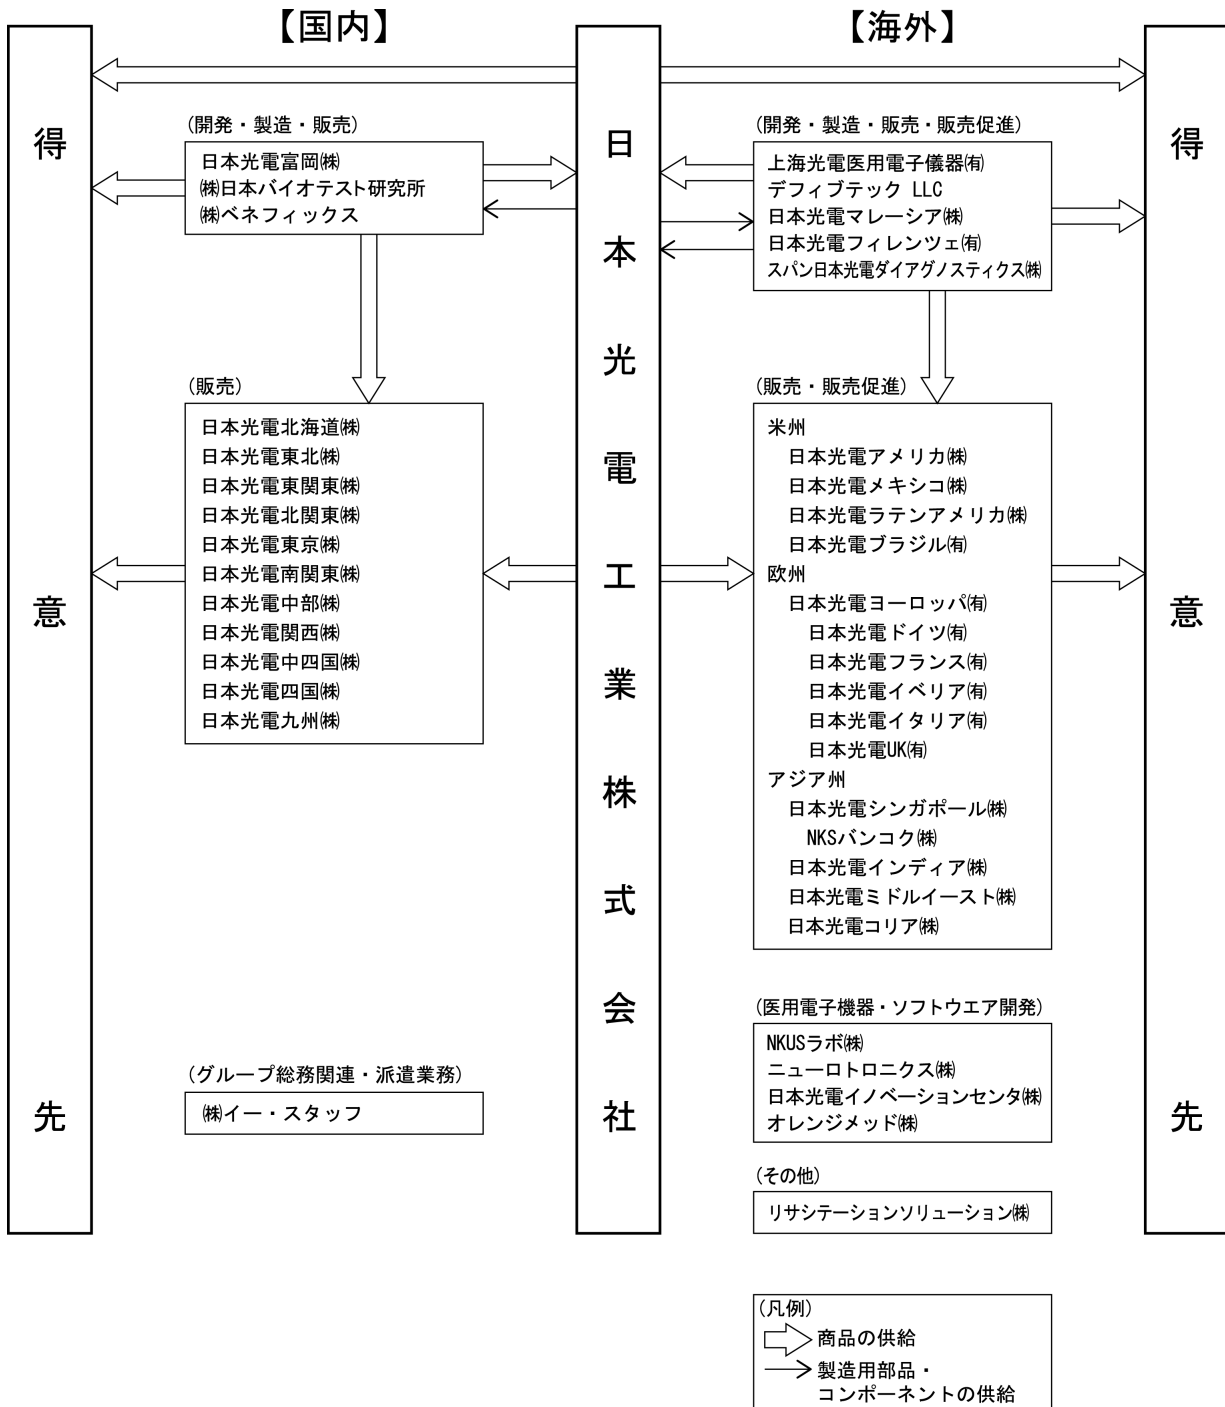 【国内】
【海外】
得意先
日本光電工業株式会社
得意先
(開発・製造・販売)
日本光電富岡㈱
㈱日本バイオテスト研究所
㈱ベネフィックス
(販売)
日本光電北海道㈱
日本光電東北㈱
日本光電東関東㈱
日本光電北関東㈱
日本光電東京㈱
日本光電南関東㈱
日本光電中部㈱
日本光電関西㈱
日本光電中四国㈱
日本光電四国㈱
日本光電九州㈱
(グループ総務関連・派遣業務)
㈱イー・スタッフ
(開発・製造・販売・販売促進)
上海光電医用電子儀器㈲
デフィブテック LLC
日本光電マレーシア㈱
日本光電フィレンツェ㈲
スパン日本光電ダイアグノスティクス㈱
(販売・販売促進)
米州
日本光電アメリカ㈱
日本光電メキシコ㈱
日本光電ラテンアメリカ㈱
日本光電ブラジル㈲
欧州
日本光電ヨーロッパ㈲
日本光電ドイツ㈲
日本光電フランス㈲
日本光電イベリア㈲
日本光電イタリア㈲
日本光電UK㈲
アジア州
日本光電シンガポール㈱
NKSバンコク㈱
日本光電インディア㈱
日本光電ミドルイースト㈱
日本光電コリア㈱
(医用電子機器・ソフトウエア開発)
NKUSラボ㈱
ニューロトロニクス㈱
日本光電イノベーションセンタ㈱
オレンジメッド㈱
(その他)
リサシテーションソリューション㈱
(凡例)
商品の供給
製造用部品・
コンポーネントの供給